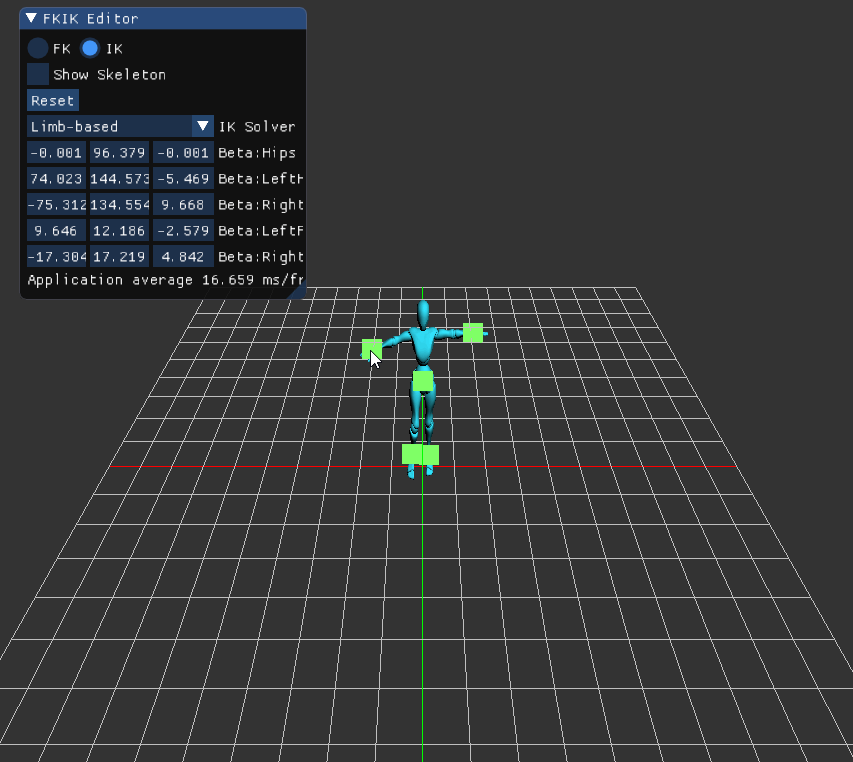 FKIK Editor
FK IK
Show Skeleton
Reset
Limb-based IK Solver
-0.001 96.379 -0.001 Beta:Hips
74.023 144.573 -5.469 Beta:LeftH
-75.312 134.554 9.668 Beta:Right
9.646 12.186 -2.579 Beta:LeftF
-17.304 17.219 4.842 Beta:Right
Application average 16.659 ms/fr